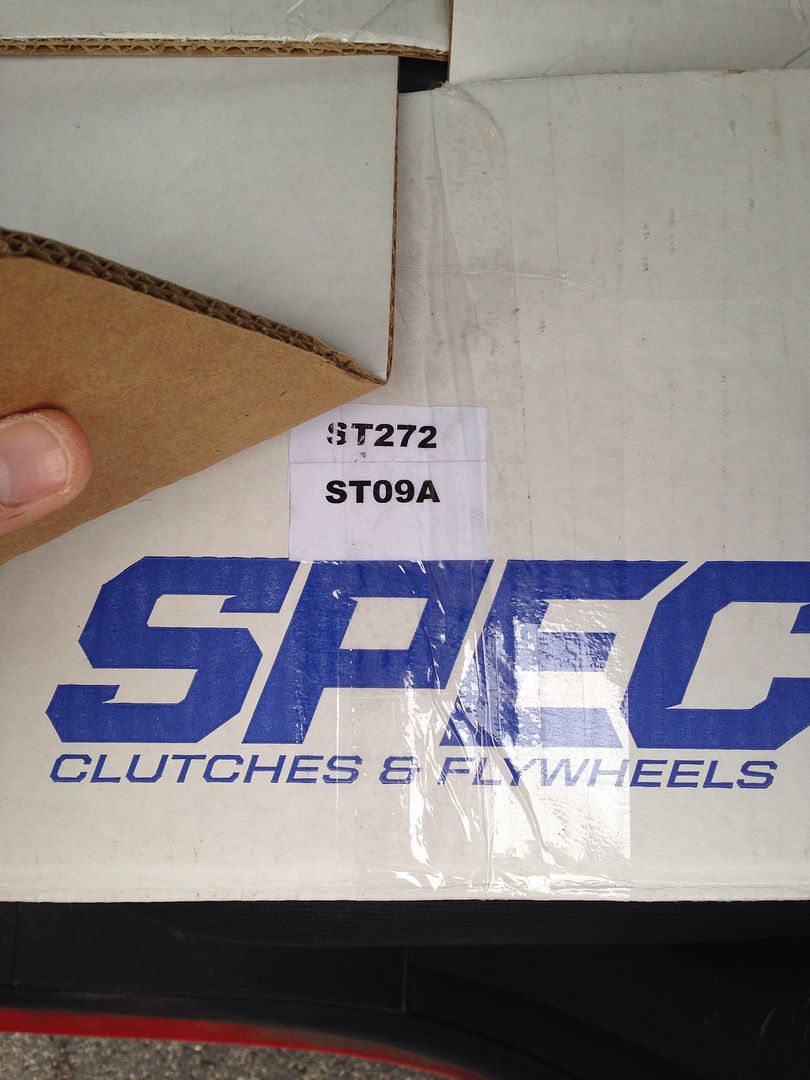 ST272
ST09A
SPEC
CLUTCHES & FLYWHEELS